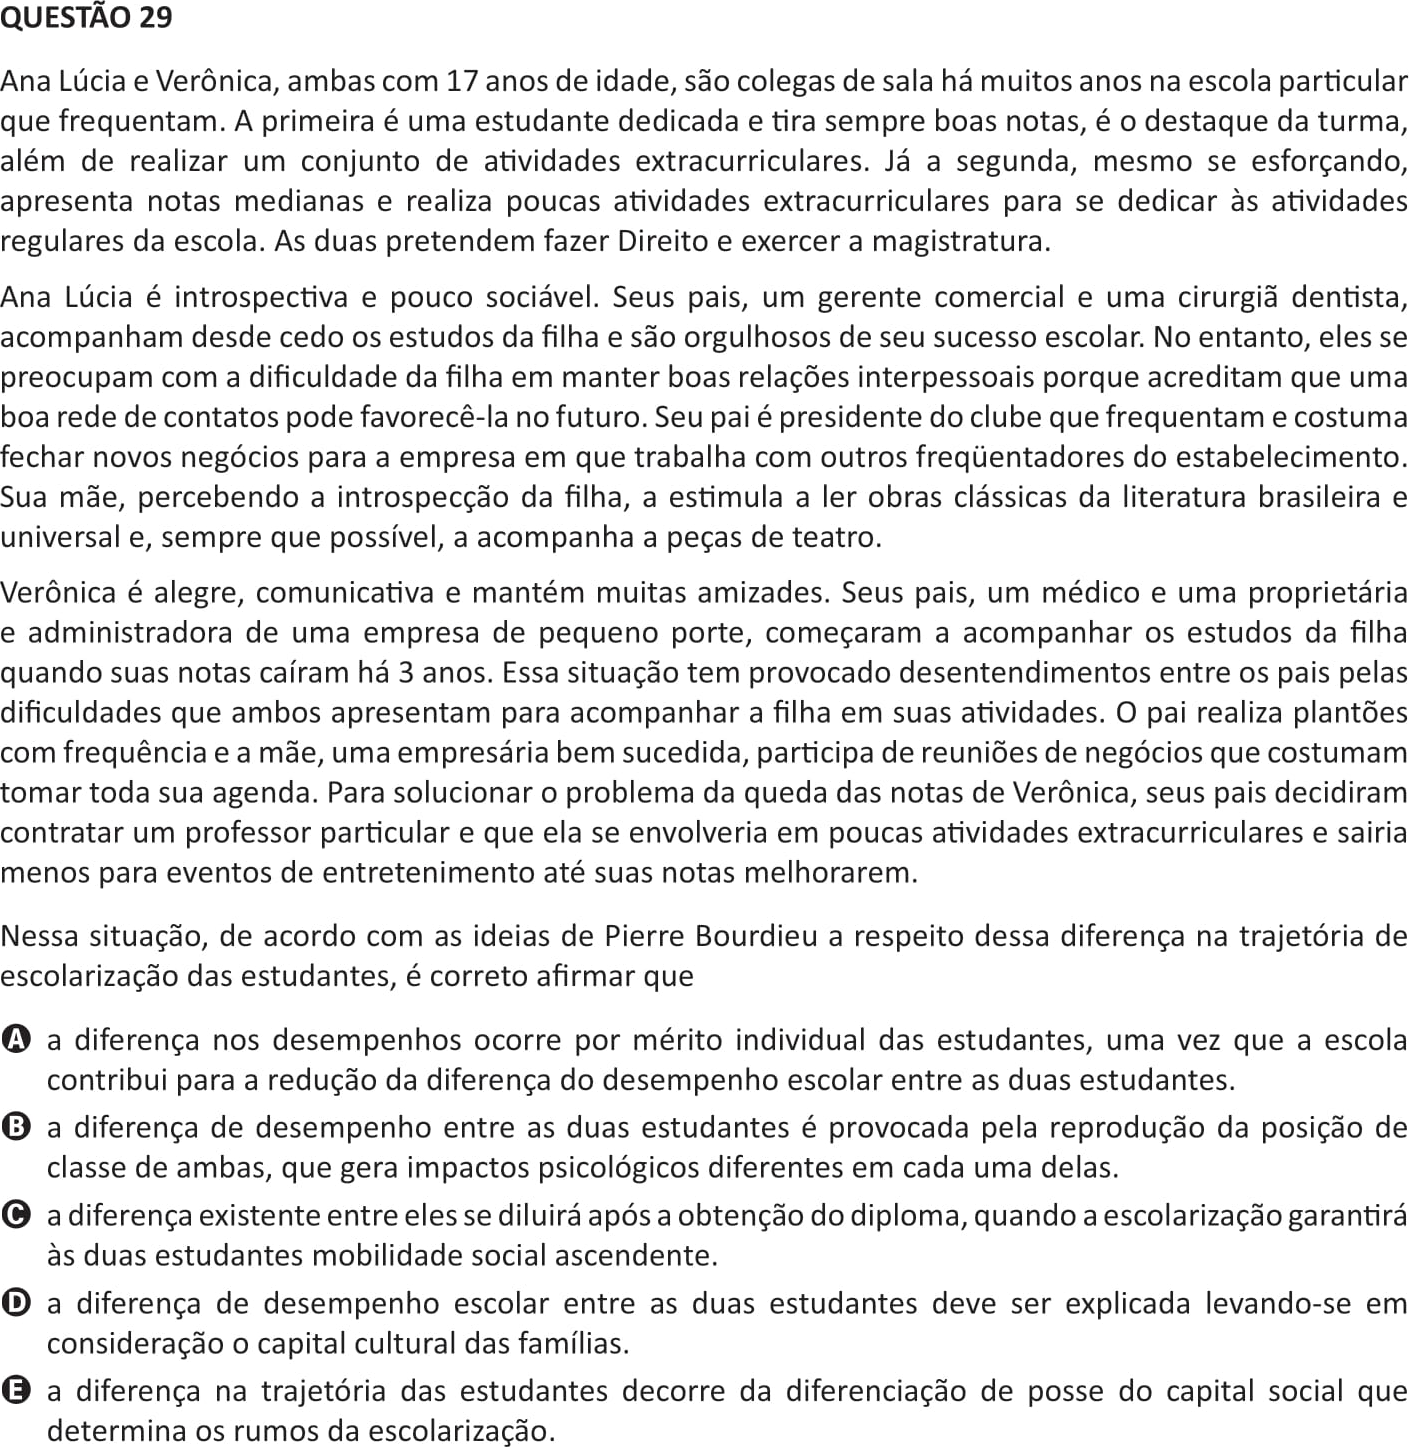 QUESTÃO 29
Ana Lúcia e Verônica, ambas com 17 anos de idade, são colegas de sala há muitos anos na escola particular
que frequentam. A primeira é uma estudante dedicada e tira sempre boas notas, é o destaque da turma,
além de realizar um conjunto de atividades extracurriculares. Já a segunda, mesmo se esforçando,
apresenta notas medianas e realiza poucas atividades extracurriculares para se dedicar às atividades
regulares da escola. As duas pretendem fazer Direito e exercer a magistratura.
Ana Lúcia é introspectiva e pouco sociável. Seus pais, um gerente comercial e uma cirurgiã dentista,
acompanham desde cedo os estudos da filha e são orgulhosos de seu sucesso escolar. No entanto, eles se
preocupam com a dificuldade da filha em manter boas relações interpessoais porque acreditam que uma
boa rede de contatos pode favorecê-la no futuro. Seu pai é presidente do clube que frequentam e costuma
fechar novos negócios para a empresa em que trabalha com outros freqüentadores do estabelecimento.
Sua mãe, percebendo a introspecção da filha, a estimula a ler obras clássicas da literatura brasileira e
universal e, sempre que possível, a acompanha a peças de teatro.
Verônica é alegre, comunicativa e mantém muitas amizades. Seus pais, um médico e uma proprietária
e administradora de uma empresa de pequeno porte, começaram a acompanhar os estudos da filha
quando suas notas caíram há 3 anos. Essa situação tem provocado desentendimentos entre os pais pelas
dificuldades que ambos apresentam para acompanhar a filha em suas atividades. O pai realiza plantões
com frequência e a mãe, uma empresária bem sucedida, participa de reuniões de negócios que costumam
tomar toda sua agenda. Para solucionar o problema da queda das notas de Verônica, seus pais decidiram
contratar um professor particular e que ela se envolveria em poucas atividades extracurriculares e sairia
menos para eventos de entretenimento até suas notas melhorarem.
Nessa situação, de acordo com as ideias de Pierre Bourdieu a respeito dessa diferença na trajetória de
escolarização das estudantes, é correto afirmar que
A a diferença nos desempenhos ocorre por mérito individual das estudantes, uma vez que a escola
contribui para a redução da diferença do desempenho escolar entre as duas estudantes.
B a diferença de desempenho entre as duas estudantes é provocada pela reprodução da posição de
classe de ambas, que gera impactos psicológicos diferentes em cada uma delas.
C a diferença existente entre eles se diluirá após a obtenção do diploma, quando a escolarização garantirá
às duas estudantes mobilidade social ascendente.
D a diferença de desempenho escolar entre as duas estudantes deve ser explicada levando-se em
consideração o capital cultural das famílias.
E a diferença na trajetória das estudantes decorre da diferenciação de posse do capital social que
determina os rumos da escolarização.